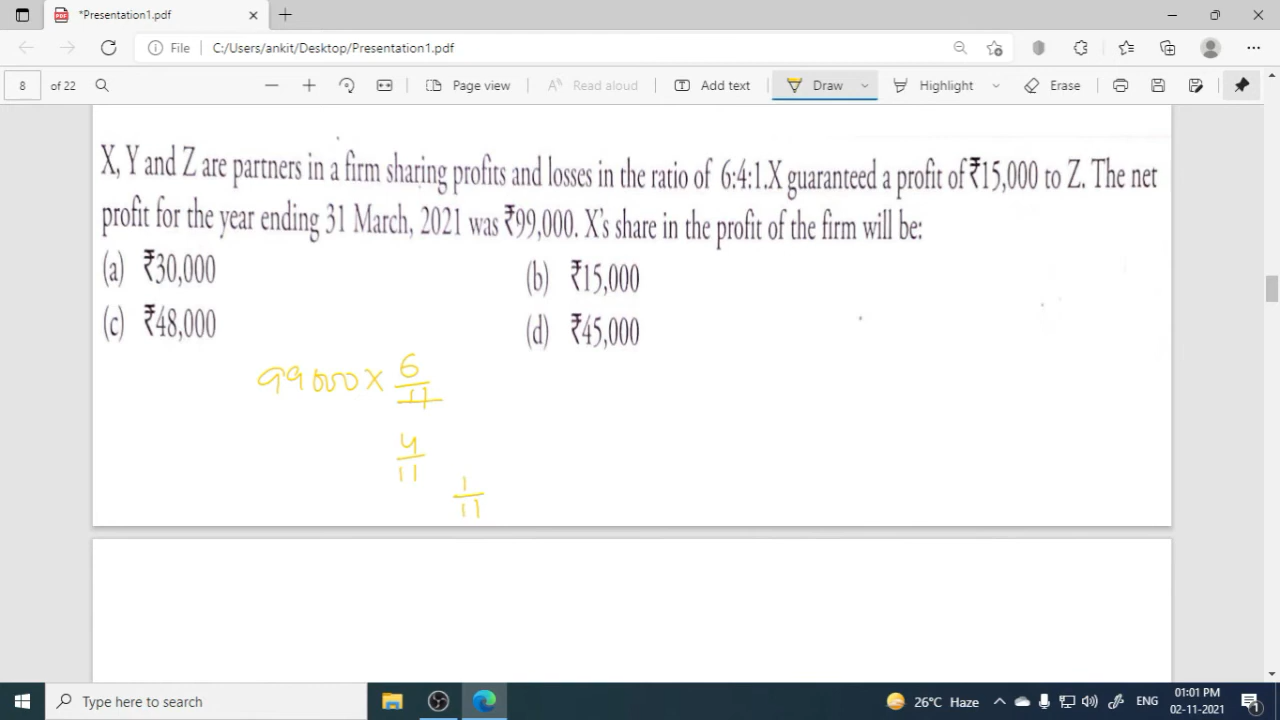 *Presentation1.pdf
File C:/Users/ankit/Desktop/Presentation1.pdf
8 of 22 Page view Read aloud Add text Draw Highlight Erase
X, Y and Z are partners in a firm sharing profits and losses in the ratio of 6:4:1.X guaranteed a profit of ₹15,000 to Z. The net
profit for the year ending 31 March, 2021 was ₹99,000. X's share in the profit of the firm will be:
(a) ₹30,000 (b) ₹15,000
(c) ₹48,000 (d) ₹45,000
99000 × 6/11
4/11
1/11
Type here to search 26°C Haze ENG 01:01 PM
02-11-2021 1